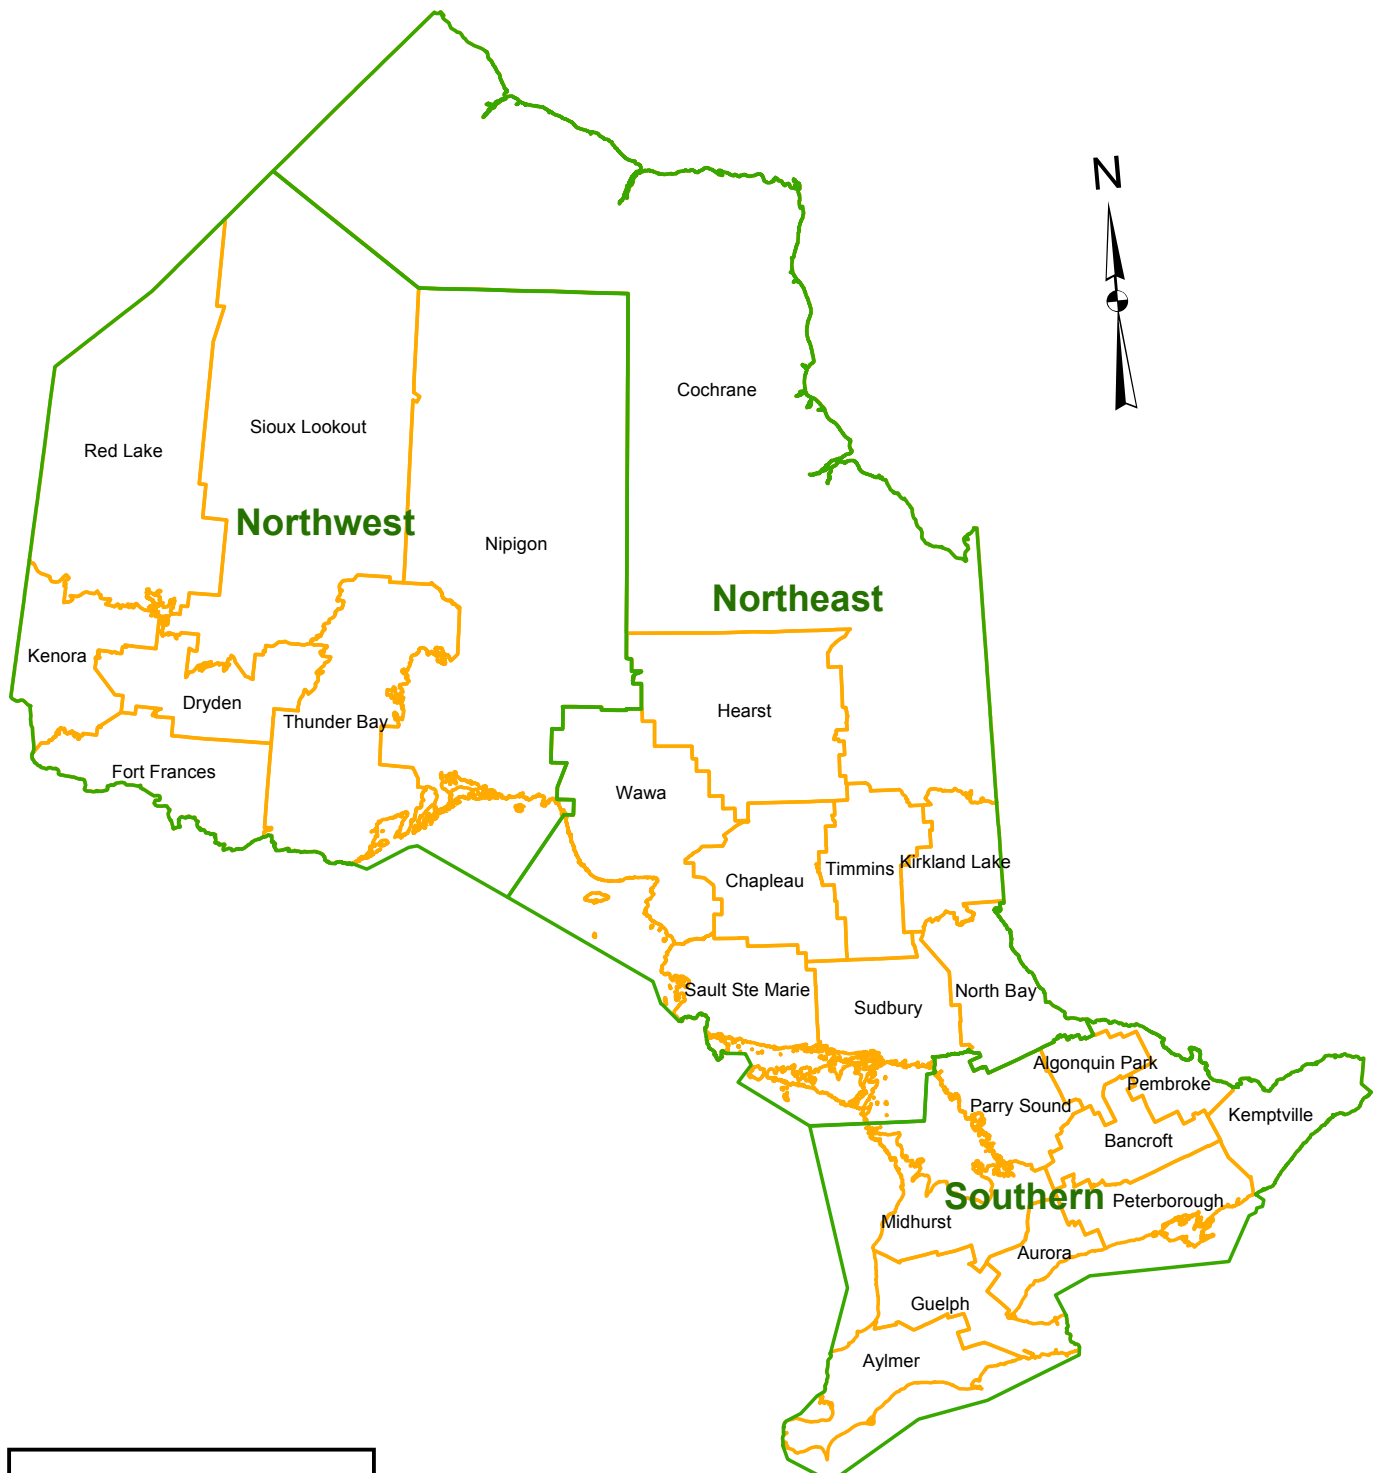 N
Cochrane
Sioux Lookout
Red Lake
Northwest
Nipigon
Northeast
Kenora
Dryden
Hearst
Thunder Bay
Fort Frances
Wawa
Kirkland Lake
Timmins
Chapleau
Sault Ste Marie
North Bay
Sudbury
Algonquin Park
Pembroke
Parry Sound
Kemptville
Bancroft
Southern
Peterborough
Midhurst
Aurora
Guelph
Aylmer